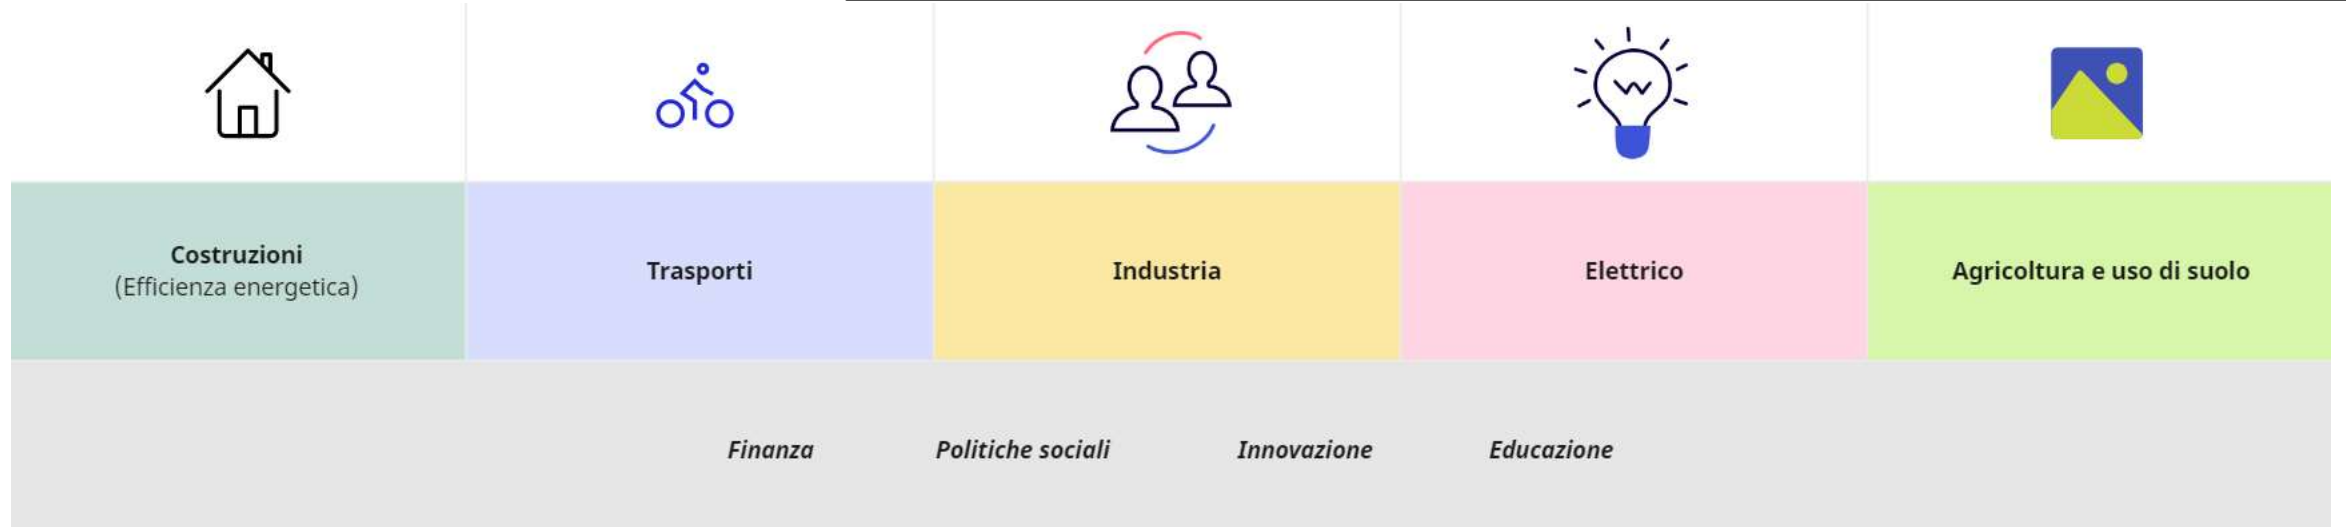 Costruzioni
(Efficienza energetica)
Trasporti
Industria
Elettrico
Agricoltura e uso di suolo
Finanza Politiche sociali Innovazione Educazione